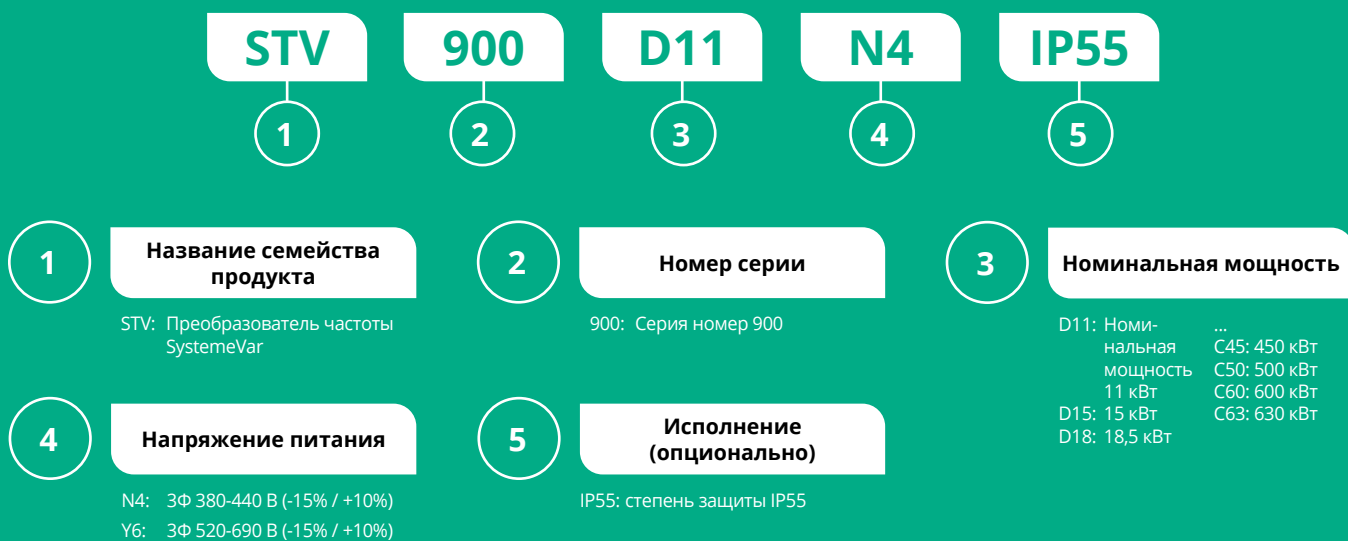 STV 900 D11 N4 IP55
1 2 3 4 5
1
Название семейства
продукта
STV: Преобразователь частоты
SystemeVar
2
Номер серии
900: Серия номер 900
3
Номинальная мощность
D11: Номи-
нальная
мощность
11 кВт
D15: 15 кВт
D18: 18,5 кВт
...
C45: 450 кВт
C50: 500 кВт
C60: 600 кВт
C63: 630 кВт
4
Напряжение питания
N4: 3Ф 380-440 В (-15% / +10%)
Y6: 3Ф 520-690 В (-15% / +10%)
5
Исполнение
(опционально)
IP55: степень защиты IP55